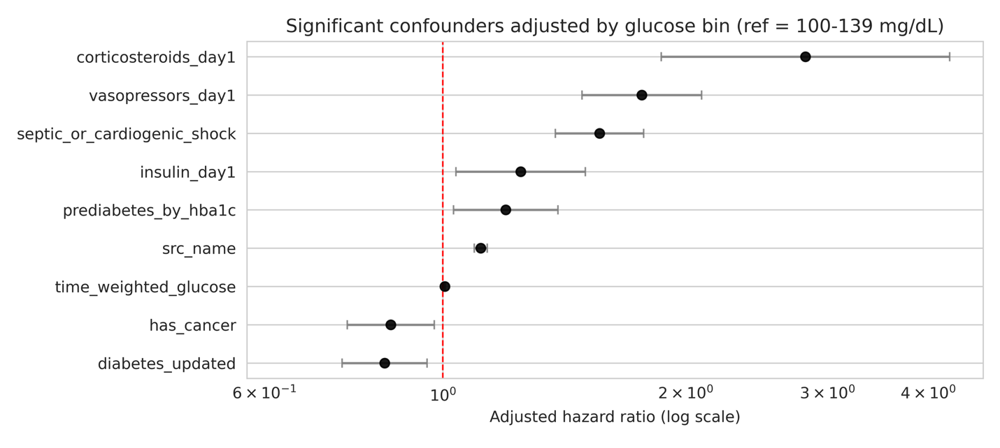 Significant confounders adjusted by glucose bin (ref = 100-139 mg/dL)
corticosteroids_day1
vasopressors_day1
septic_or_cardiogenic_shock
insulin_day1
prediabetes_by_hba1c
src_name
time_weighted_glucose
has_cancer
diabetes_updated
6 × 10⁻¹ 10⁰ 2 × 10⁰ 3 × 10⁰ 4 × 10⁰
Adjusted hazard ratio (log scale)